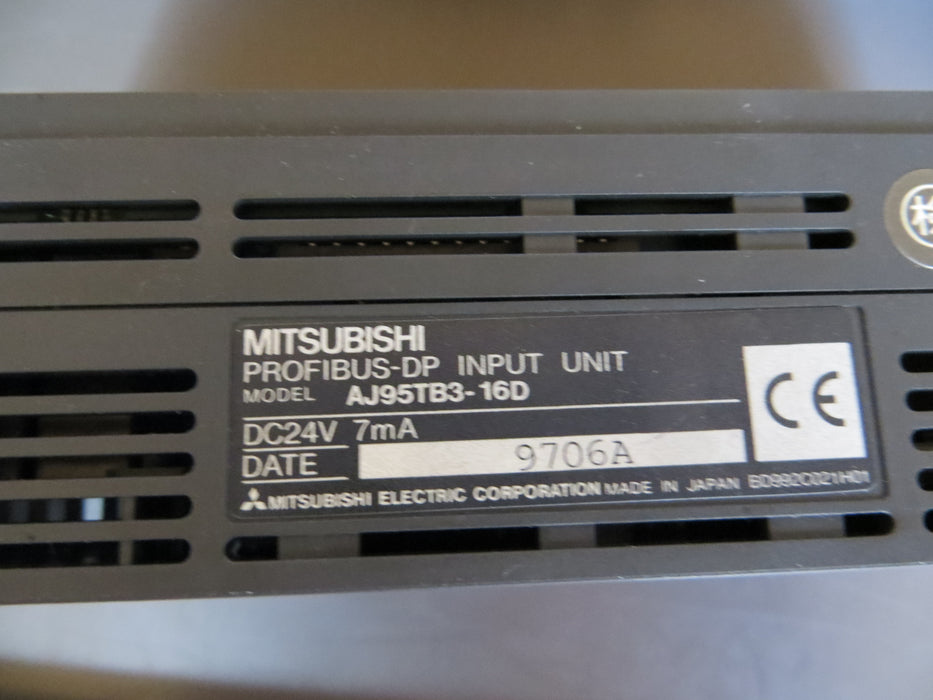 MITSUBISHI
PROFIBUS-DP INPUT UNIT
MODEL AJ95TB3-16D
DC24V 7mA
DATE 9706A
MITSUBISHI ELECTRIC CORPORATION MADE IN JAPAN BD992C021H01
CE